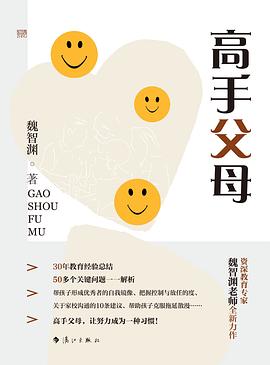 高手父母
魏智渊 著
GAO
SHOU
FU
MU
资深教育专家
魏智渊老师全新力作
30年教育经验总结
50多个关键问题一一解析
帮孩子形成优秀者的自我镜像、把握控制与放任的度、
关于家校沟通的10条建议、帮助孩子克服拖延散漫……
高手父母，让努力成为一种习惯！
漓江出版社